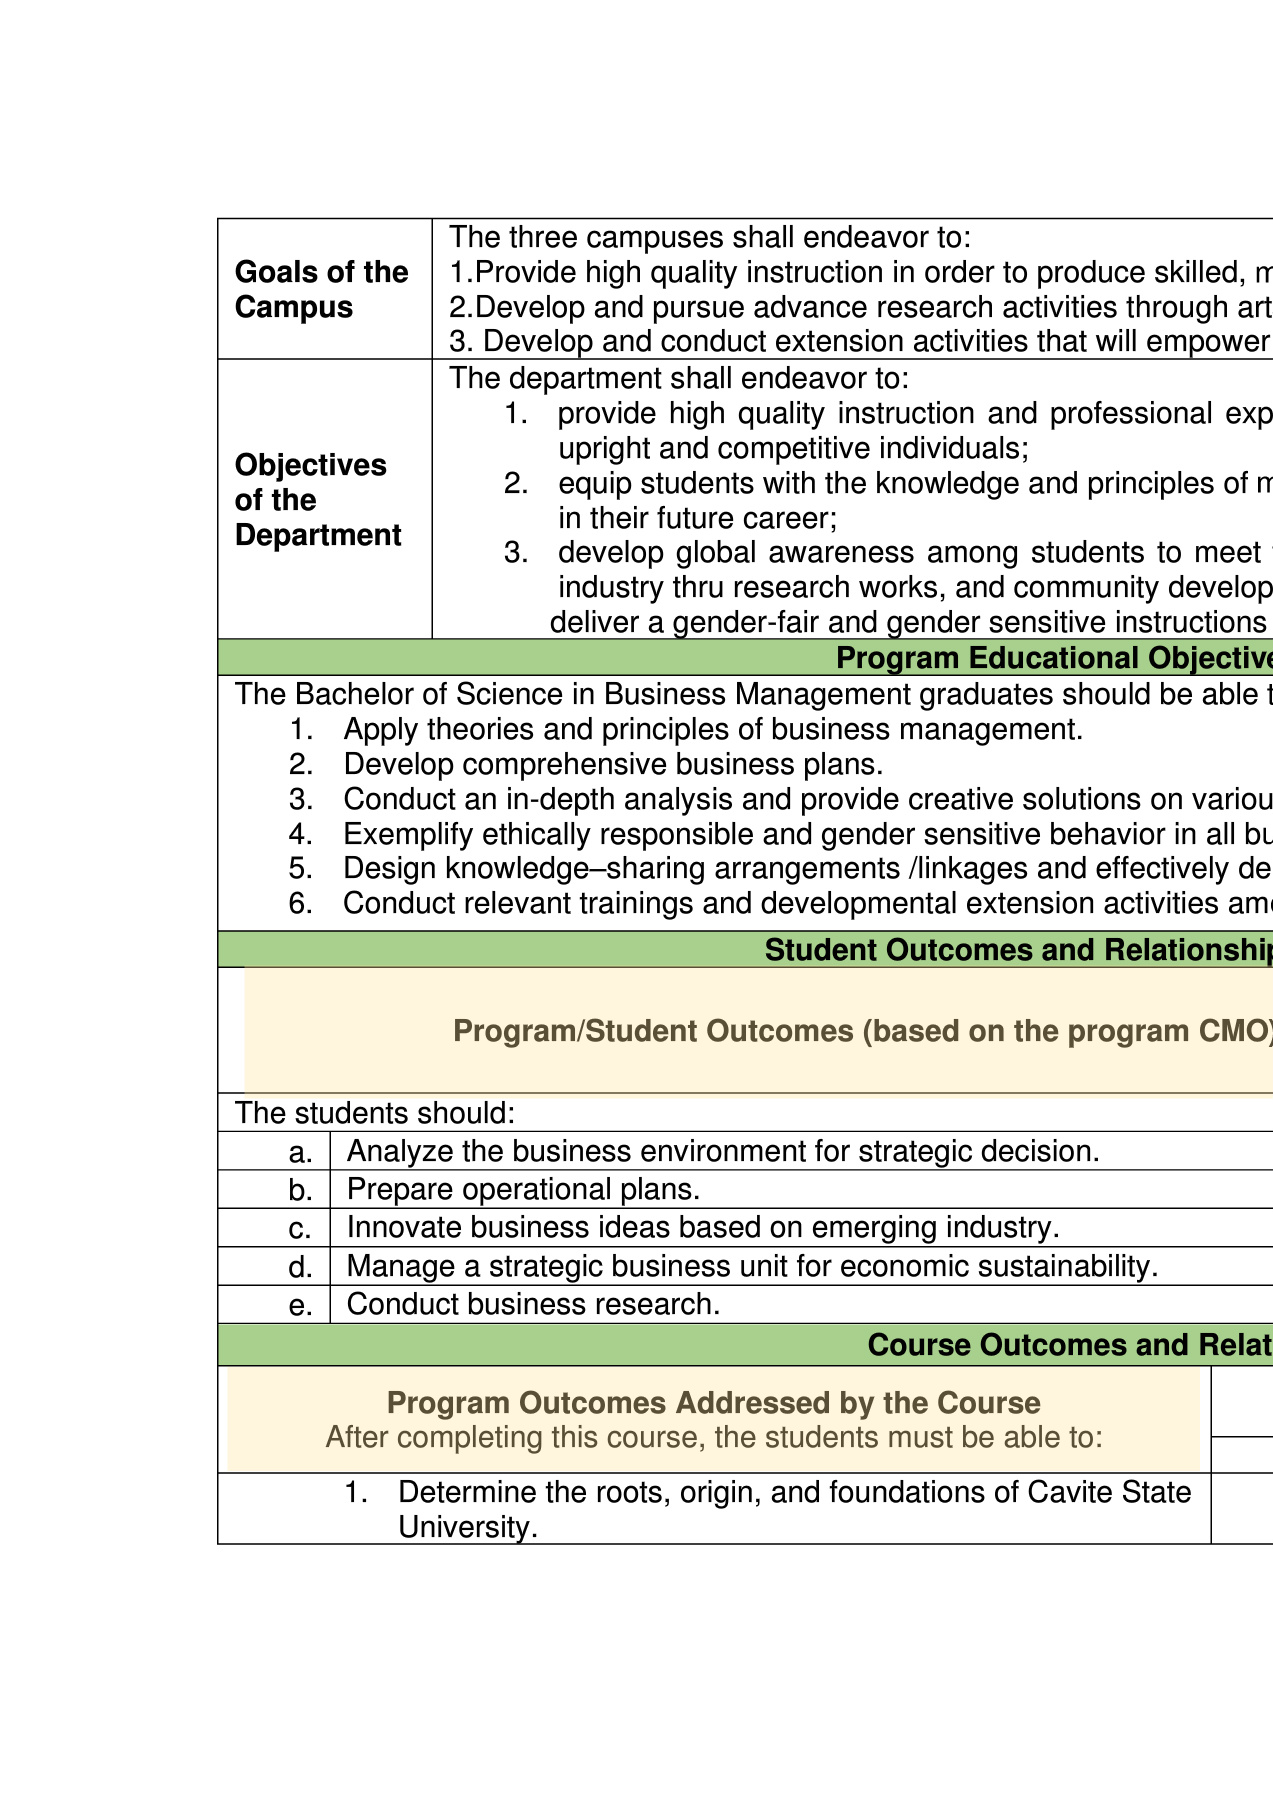 Goals of the
Campus
The three campuses shall endeavor to:
1.Provide high quality instruction in order to produce skilled,
2.Develop and pursue advance research activities through
3. Develop and conduct extension activities that will empower
Objectives
of the
Department
The department shall endeavor to:
1. provide high quality instruction and professional
upright and competitive individuals;
2. equip students with the knowledge and principles of
in their future career;
3. develop global awareness among students to meet
industry thru research works, and community
deliver a gender-fair and gender sensitive instructions
Program Educational
The Bachelor of Science in Business Management graduates should be able
1. Apply theories and principles of business management.
2. Develop comprehensive business plans.
3. Conduct an in-depth analysis and provide creative solutions on
4. Exemplify ethically responsible and gender sensitive behavior in all
5. Design knowledge–sharing arrangements /linkages and effectively
6. Conduct relevant trainings and developmental extension activities
Student Outcomes and
Program/Student Outcomes (based on the program CMO)
The students should:
a. Analyze the business environment for strategic decision.
b. Prepare operational plans.
c. Innovate business ideas based on emerging industry.
d. Manage a strategic business unit for economic sustainability.
e. Conduct business research.
Course Outcomes and
Program Outcomes Addressed by the Course
After completing this course, the students must be able to:
1. Determine the roots, origin, and foundations of Cavite State
University.